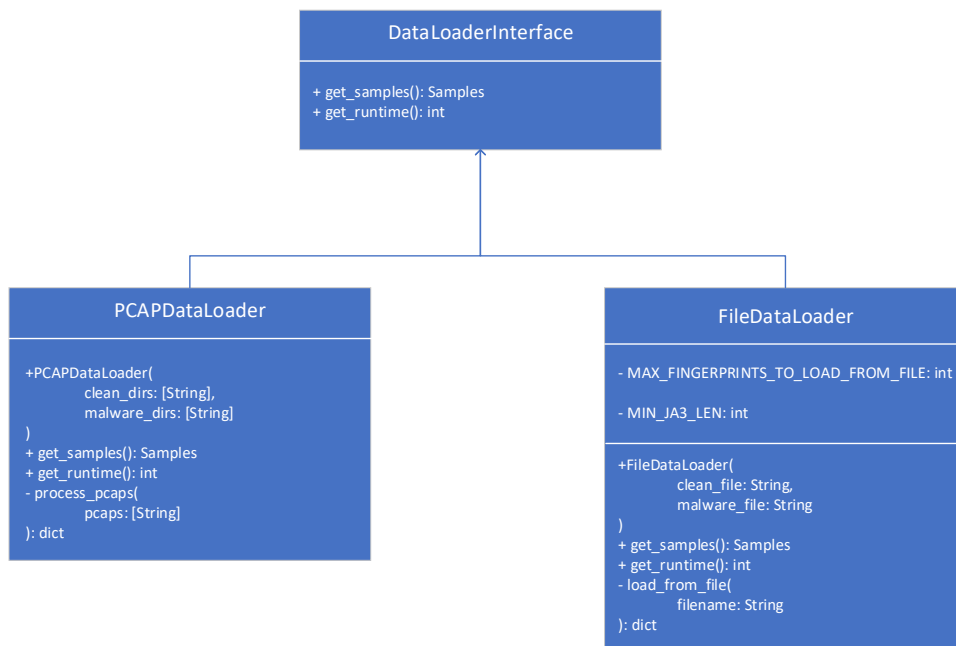 DataLoaderInterface
+ get_samples(): Samples
+ get_runtime(): int
PCAPDataLoader
+PCAPDataLoader(
clean_dirs: [String],
malware_dirs: [String]
)
+ get_samples(): Samples
+ get_runtime(): int
- process_pcaps(
pcaps: [String]
): dict
FileDataLoader
- MAX_FINGERPRINTS_TO_LOAD_FROM_FILE: int
- MIN_JA3_LEN: int
+FileDataLoader(
clean_file: String,
malware_file: String
)
+ get_samples(): Samples
+ get_runtime(): int
- load_from_file(
filename: String
): dict